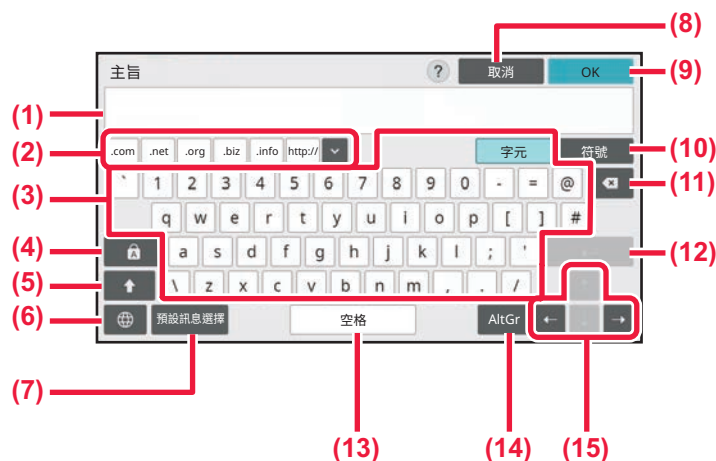 (8)
主旨 ? 取消 OK (9)
(1)
(2) .com .net .org .biz .info http:// 字元 符號 (10)
(3) ` 1 2 3 4 5 6 7 8 9 0 - = @ (11)
q w e r t y u i o p [ ] #
(4) A a s d f g h j k l ; ' (12)
(5) \ z x c v b n m , . /
(6) 預設訊息選擇 空格 AltGr ← →
(7)
(13) (14) (15)